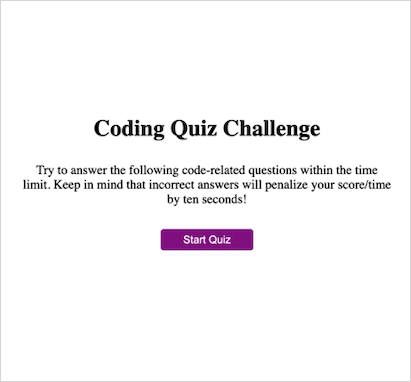 Coding Quiz Challenge
Try to answer the following code-related questions within the time
limit. Keep in mind that incorrect answers will penalize your score/time
by ten seconds!
Start Quiz